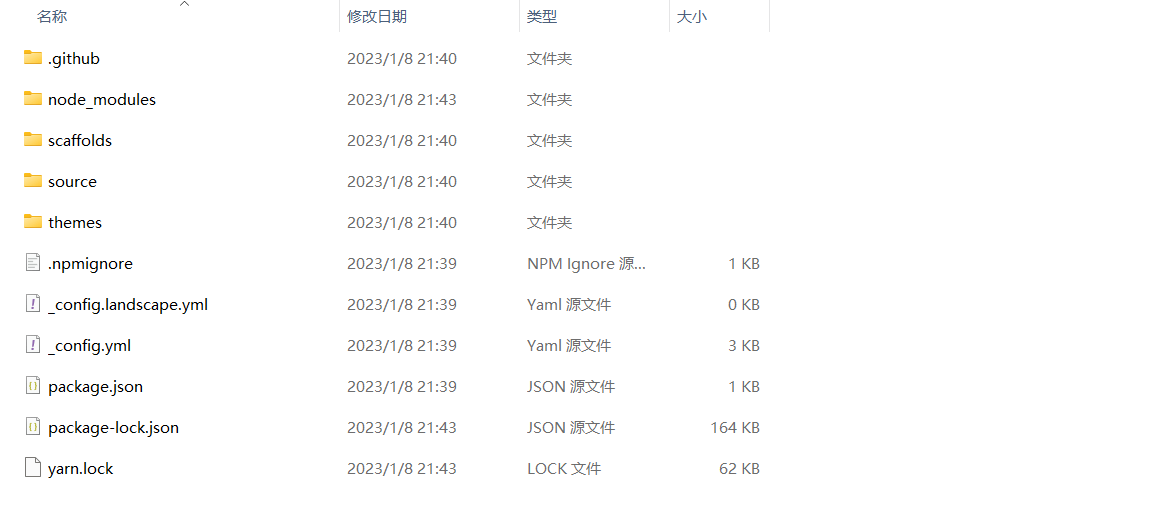 名称 修改日期 类型 大小
.github 2023/1/8 21:40 文件夹
node_modules 2023/1/8 21:43 文件夹
scaffolds 2023/1/8 21:40 文件夹
source 2023/1/8 21:40 文件夹
themes 2023/1/8 21:40 文件夹
.npmignore 2023/1/8 21:39 NPM Ignore 源... 1 KB
_config.landscape.yml 2023/1/8 21:39 Yaml 源文件 0 KB
_config.yml 2023/1/8 21:39 Yaml 源文件 3 KB
package.json 2023/1/8 21:39 JSON 源文件 1 KB
package-lock.json 2023/1/8 21:43 JSON 源文件 164 KB
yarn.lock 2023/1/8 21:43 LOCK 文件 62 KB